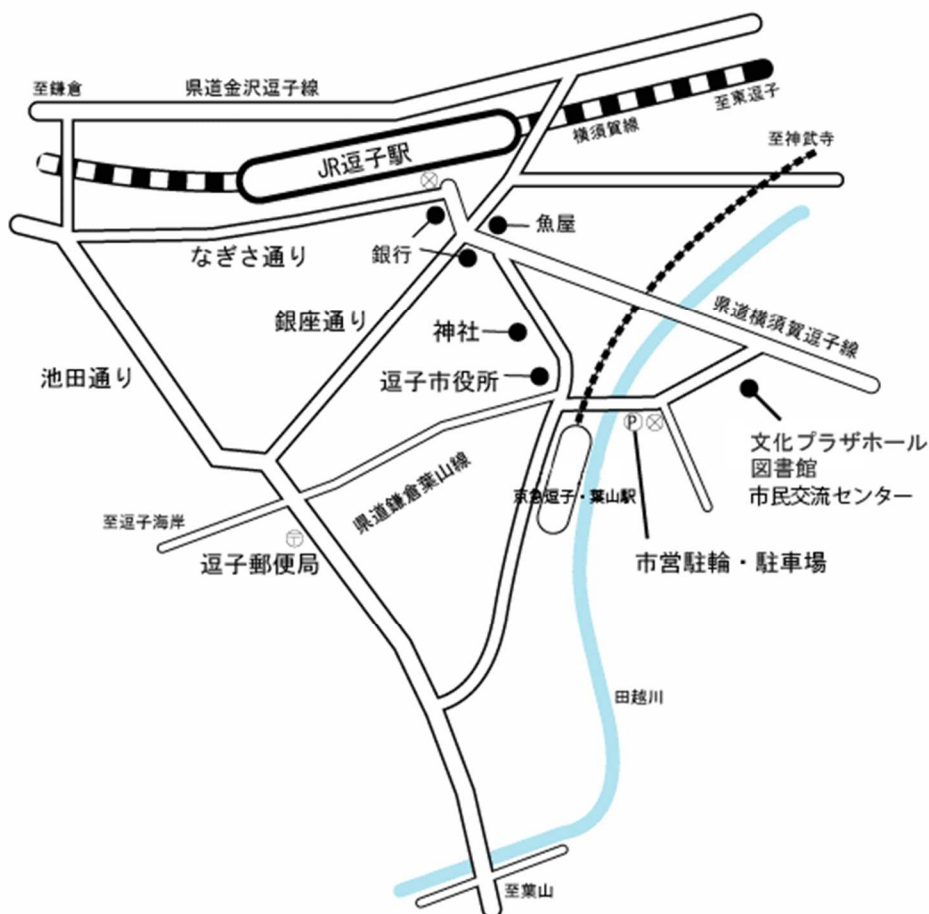 至鎌倉
県道金沢逗子線
至東逗子
横須賀線
JR逗子駅
至神武寺
魚屋
銀行
なぎさ通り
銀座通り
県道横須賀逗子線
神社
逗子市役所
池田通り
P
文化プラザホール
図書館
市民交流センター
京急逗子・葉山駅
県道鎌倉葉山線
至逗子海岸
〒
逗子郵便局
市営駐輪・駐車場
田越川
至葉山